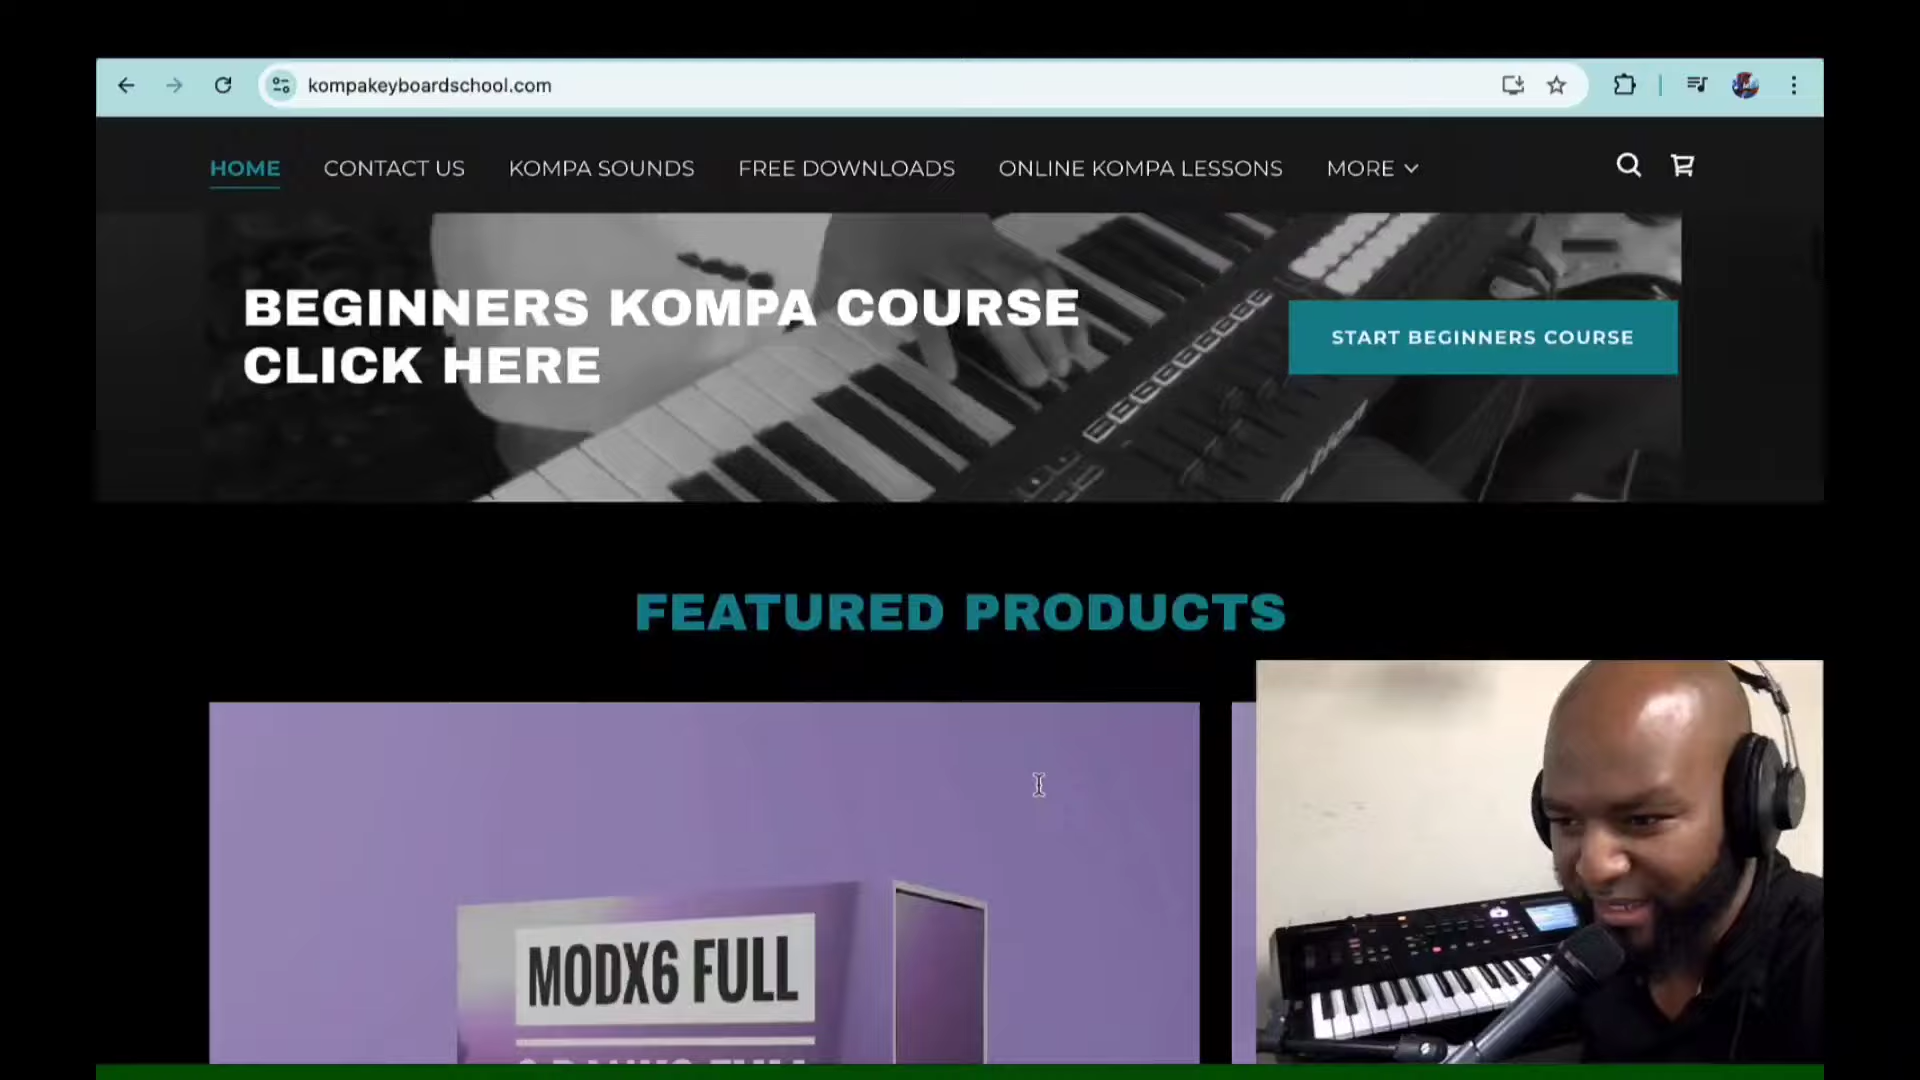 kompakeyboardschool.com
HOME CONTACT US KOMPA SOUNDS FREE DOWNLOADS ONLINE KOMPA LESSONS MORE
BEGINNERS KOMPA COURSE
CLICK HERE
START BEGINNERS COURSE
FEATURED PRODUCTS
MODX6 FULL